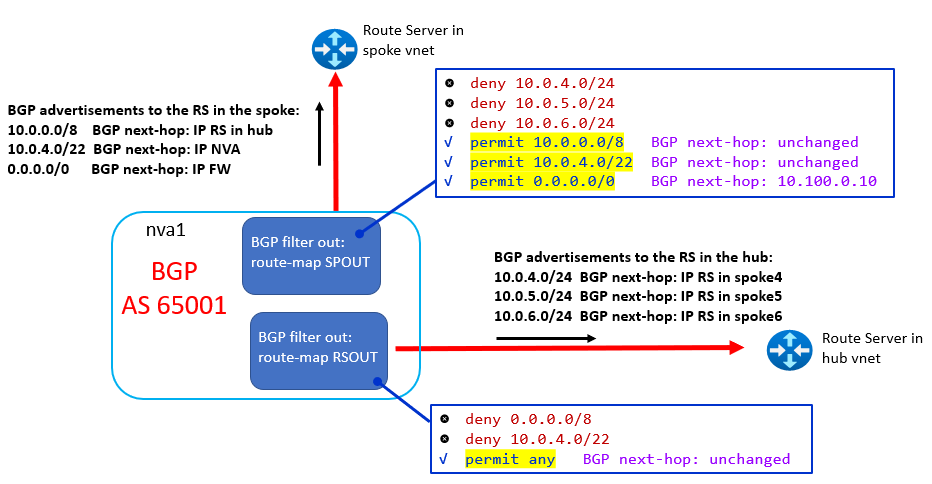 Route Server in
spoke vnet
BGP advertisements to the RS in the spoke:
10.0.0.0/8 BGP next-hop: IP RS in hub
10.0.4.0/22 BGP next-hop: IP NVA
0.0.0.0/0 BGP next-hop: IP FW
deny 10.0.4.0/24
deny 10.0.5.0/24
deny 10.0.6.0/24
√ permit 10.0.0.0/8 BGP next-hop: unchanged
√ permit 10.0.4.0/22 BGP next-hop: unchanged
√ permit 0.0.0.0/0 BGP next-hop: 10.100.0.10
nva1
BGP
AS 65001
BGP filter out:
route-map SPOUT
BGP filter out:
route-map RSOUT
BGP advertisements to the RS in the hub:
10.0.4.0/24 BGP next-hop: IP RS in spoke4
10.0.5.0/24 BGP next-hop: IP RS in spoke5
10.0.6.0/24 BGP next-hop: IP RS in spoke6
Route Server in
hub vnet
deny 0.0.0.0/8
deny 10.0.4.0/22
√ permit any BGP next-hop: unchanged